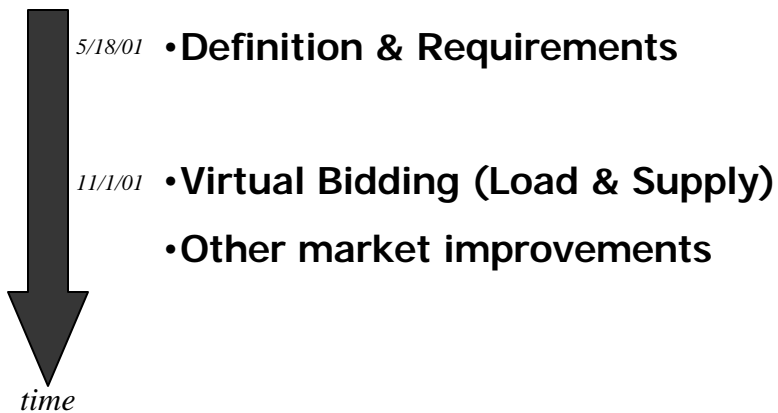 5/18/01 •Definition & Requirements
11/1/01 •Virtual Bidding (Load & Supply)
•Other market improvements
time